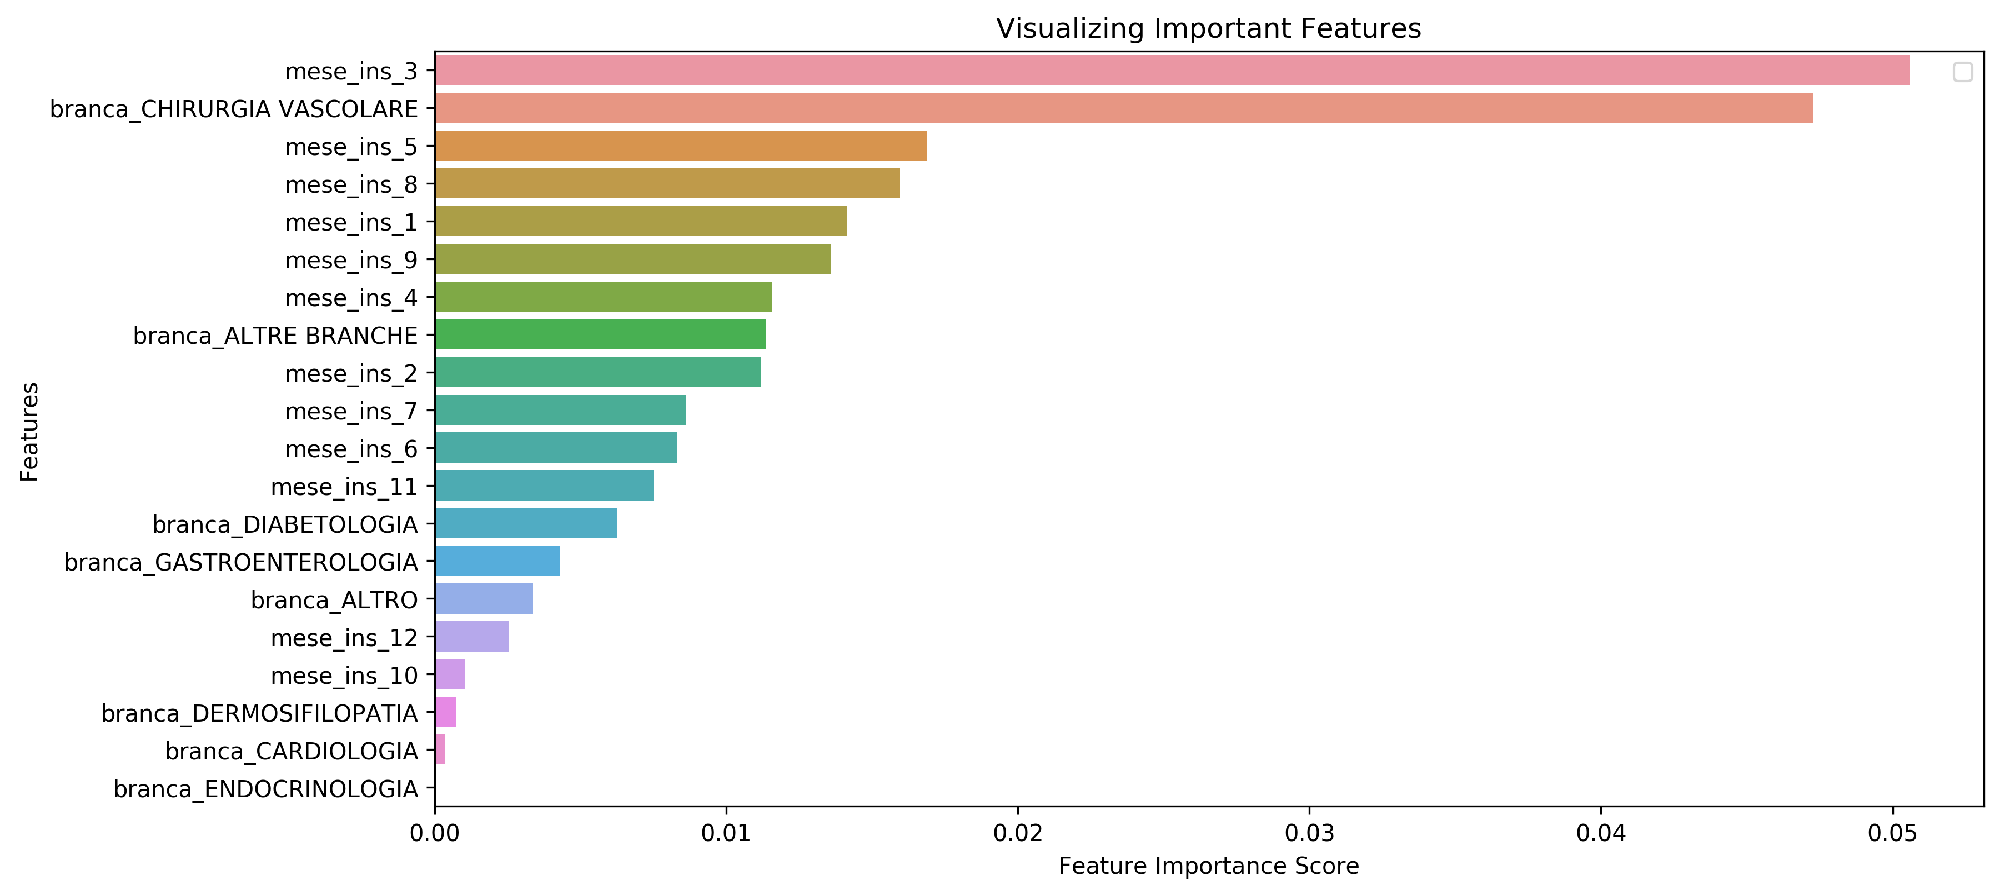 Visualizing Important Features
mese_ins_3
branca_CHIRURGIA VASCOLARE
mese_ins_5
mese_ins_8
mese_ins_1
mese_ins_9
mese_ins_4
branca_ALTRE BRANCHE
mese_ins_2
mese_ins_7
mese_ins_6
mese_ins_11
branca_DIABETOLOGIA
branca_GASTROENTEROLOGIA
branca_ALTRO
mese_ins_12
mese_ins_10
branca_DERMOSIFILOPATIA
branca_CARDIOLOGIA
branca_ENDOCRINOLOGIA
Features
0.00 0.01 0.02 0.03 0.04 0.05
Feature Importance Score